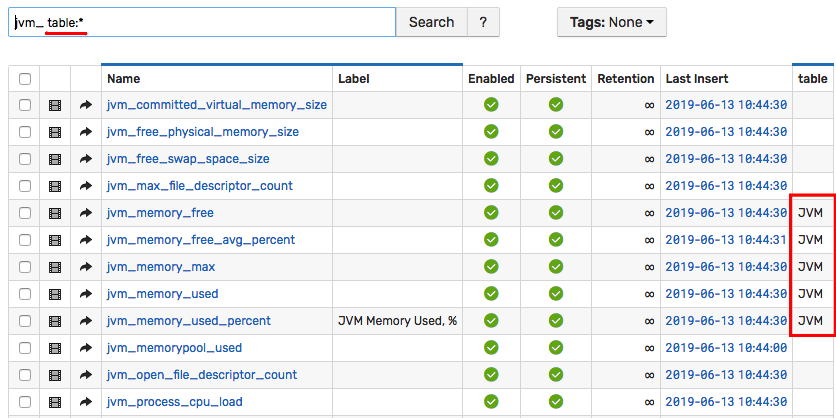 jvm_ table:* Search ? Tags: None
Name Label Enabled Persistent Retention Last Insert table
jvm_committed_virtual_memory_size ∞ 2019-06-13 10:44:30
jvm_free_physical_memory_size ∞ 2019-06-13 10:44:30
jvm_free_swap_space_size ∞ 2019-06-13 10:44:30
jvm_max_file_descriptor_count ∞ 2019-06-13 10:44:30
jvm_memory_free ∞ 2019-06-13 10:44:30 JVM
jvm_memory_free_avg_percent ∞ 2019-06-13 10:44:31 JVM
jvm_memory_max ∞ 2019-06-13 10:44:30 JVM
jvm_memory_used ∞ 2019-06-13 10:44:30 JVM
jvm_memory_used_percent JVM Memory Used, % ∞ 2019-06-13 10:44:30 JVM
jvm_memorypool_used ∞ 2019-06-13 10:44:00
jvm_open_file_descriptor_count ∞ 2019-06-13 10:44:30
jvm_process_cpu_load ∞ 2019-06-13 10:44:30